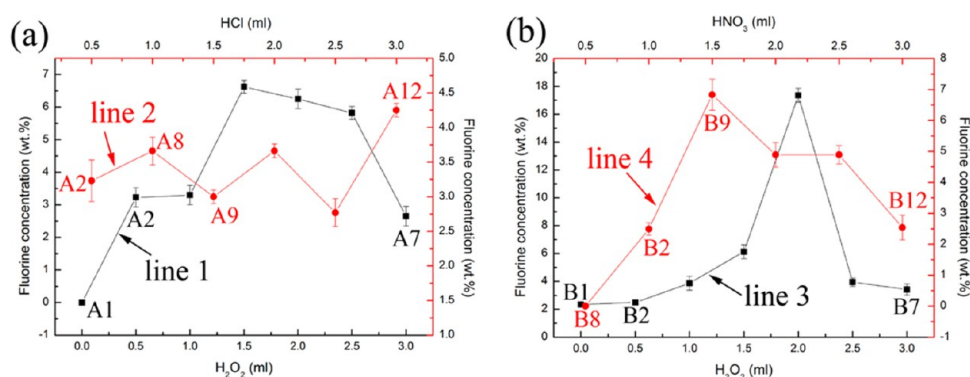 HCl (ml)
0.5 1.0 1.5 2.0 2.5 3.0
(a)
Fluorine concentration (wt.%)
7
6
5
4
3
2
1
0
-1
line 2
A2
A8
A9
A12
A1
A2
A7
line 1
5.0
4.5
4.0
3.5
3.0
2.5
2.0
1.5
1.0
Fluorine concentration (wt.%)
0.0 0.5 1.0 1.5 2.0 2.5 3.0
H₂O₂ (ml)
HNO₃ (ml)
0.5 1.0 1.5 2.0 2.5 3.0
(b)
Fluorine concentration (wt.%)
20
18
16
14
12
10
8
6
4
2
0
B9
line 4
B2
B12
B1
B8
B2
line 3
B7
8
7
6
5
4
3
2
1
0
-1
Fluorine concentration (wt.%)
0.0 0.5 1.0 1.5 2.0 2.5 3.0